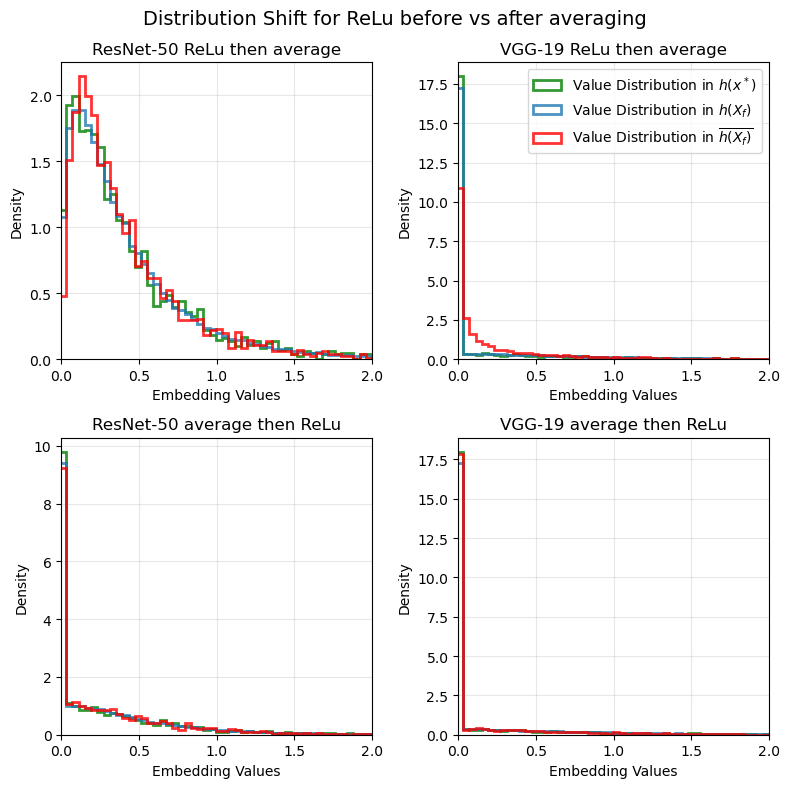 Distribution Shift for ReLu before vs after averaging
ResNet-50 ReLu then average
2.0
1.5
1.0
0.5
0.0
Density
0.0 0.5 1.0 1.5 2.0
Embedding Values
VGG-19 ReLu then average
17.5
15.0
12.5
10.0
7.5
5.0
2.5
0.0
Density
Value Distribution in h(x*)
Value Distribution in h(X_f)
Value Distribution in \overline{h(X_f)}
0.0 0.5 1.0 1.5 2.0
Embedding Values
ResNet-50 average then ReLu
10
8
6
4
2
0
Density
0.0 0.5 1.0 1.5 2.0
Embedding Values
VGG-19 average then ReLu
17.5
15.0
12.5
10.0
7.5
5.0
2.5
0.0
Density
0.0 0.5 1.0 1.5 2.0
Embedding Values